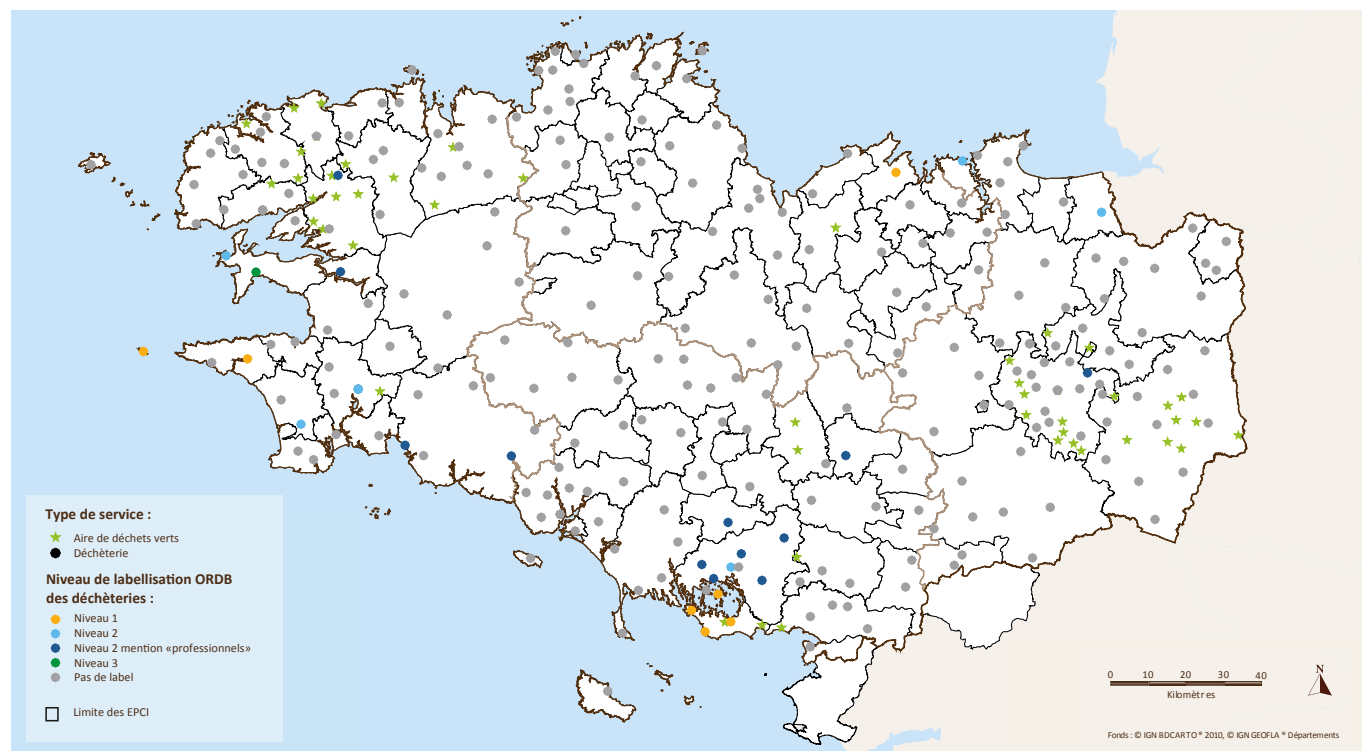 Type de service :
Aire de déchets verts
Déchèterie
Niveau de labellisation ORDB
des déchèteries :
Niveau 1
Niveau 2
Niveau 2 mention «professionnels»
Niveau 3
Pas de label
Limite des EPCI
N
0 10 20 30 40
Kilomètres
Fonds : © IGN BDCARTO® 2010, © IGN GEOFLA ® Départements